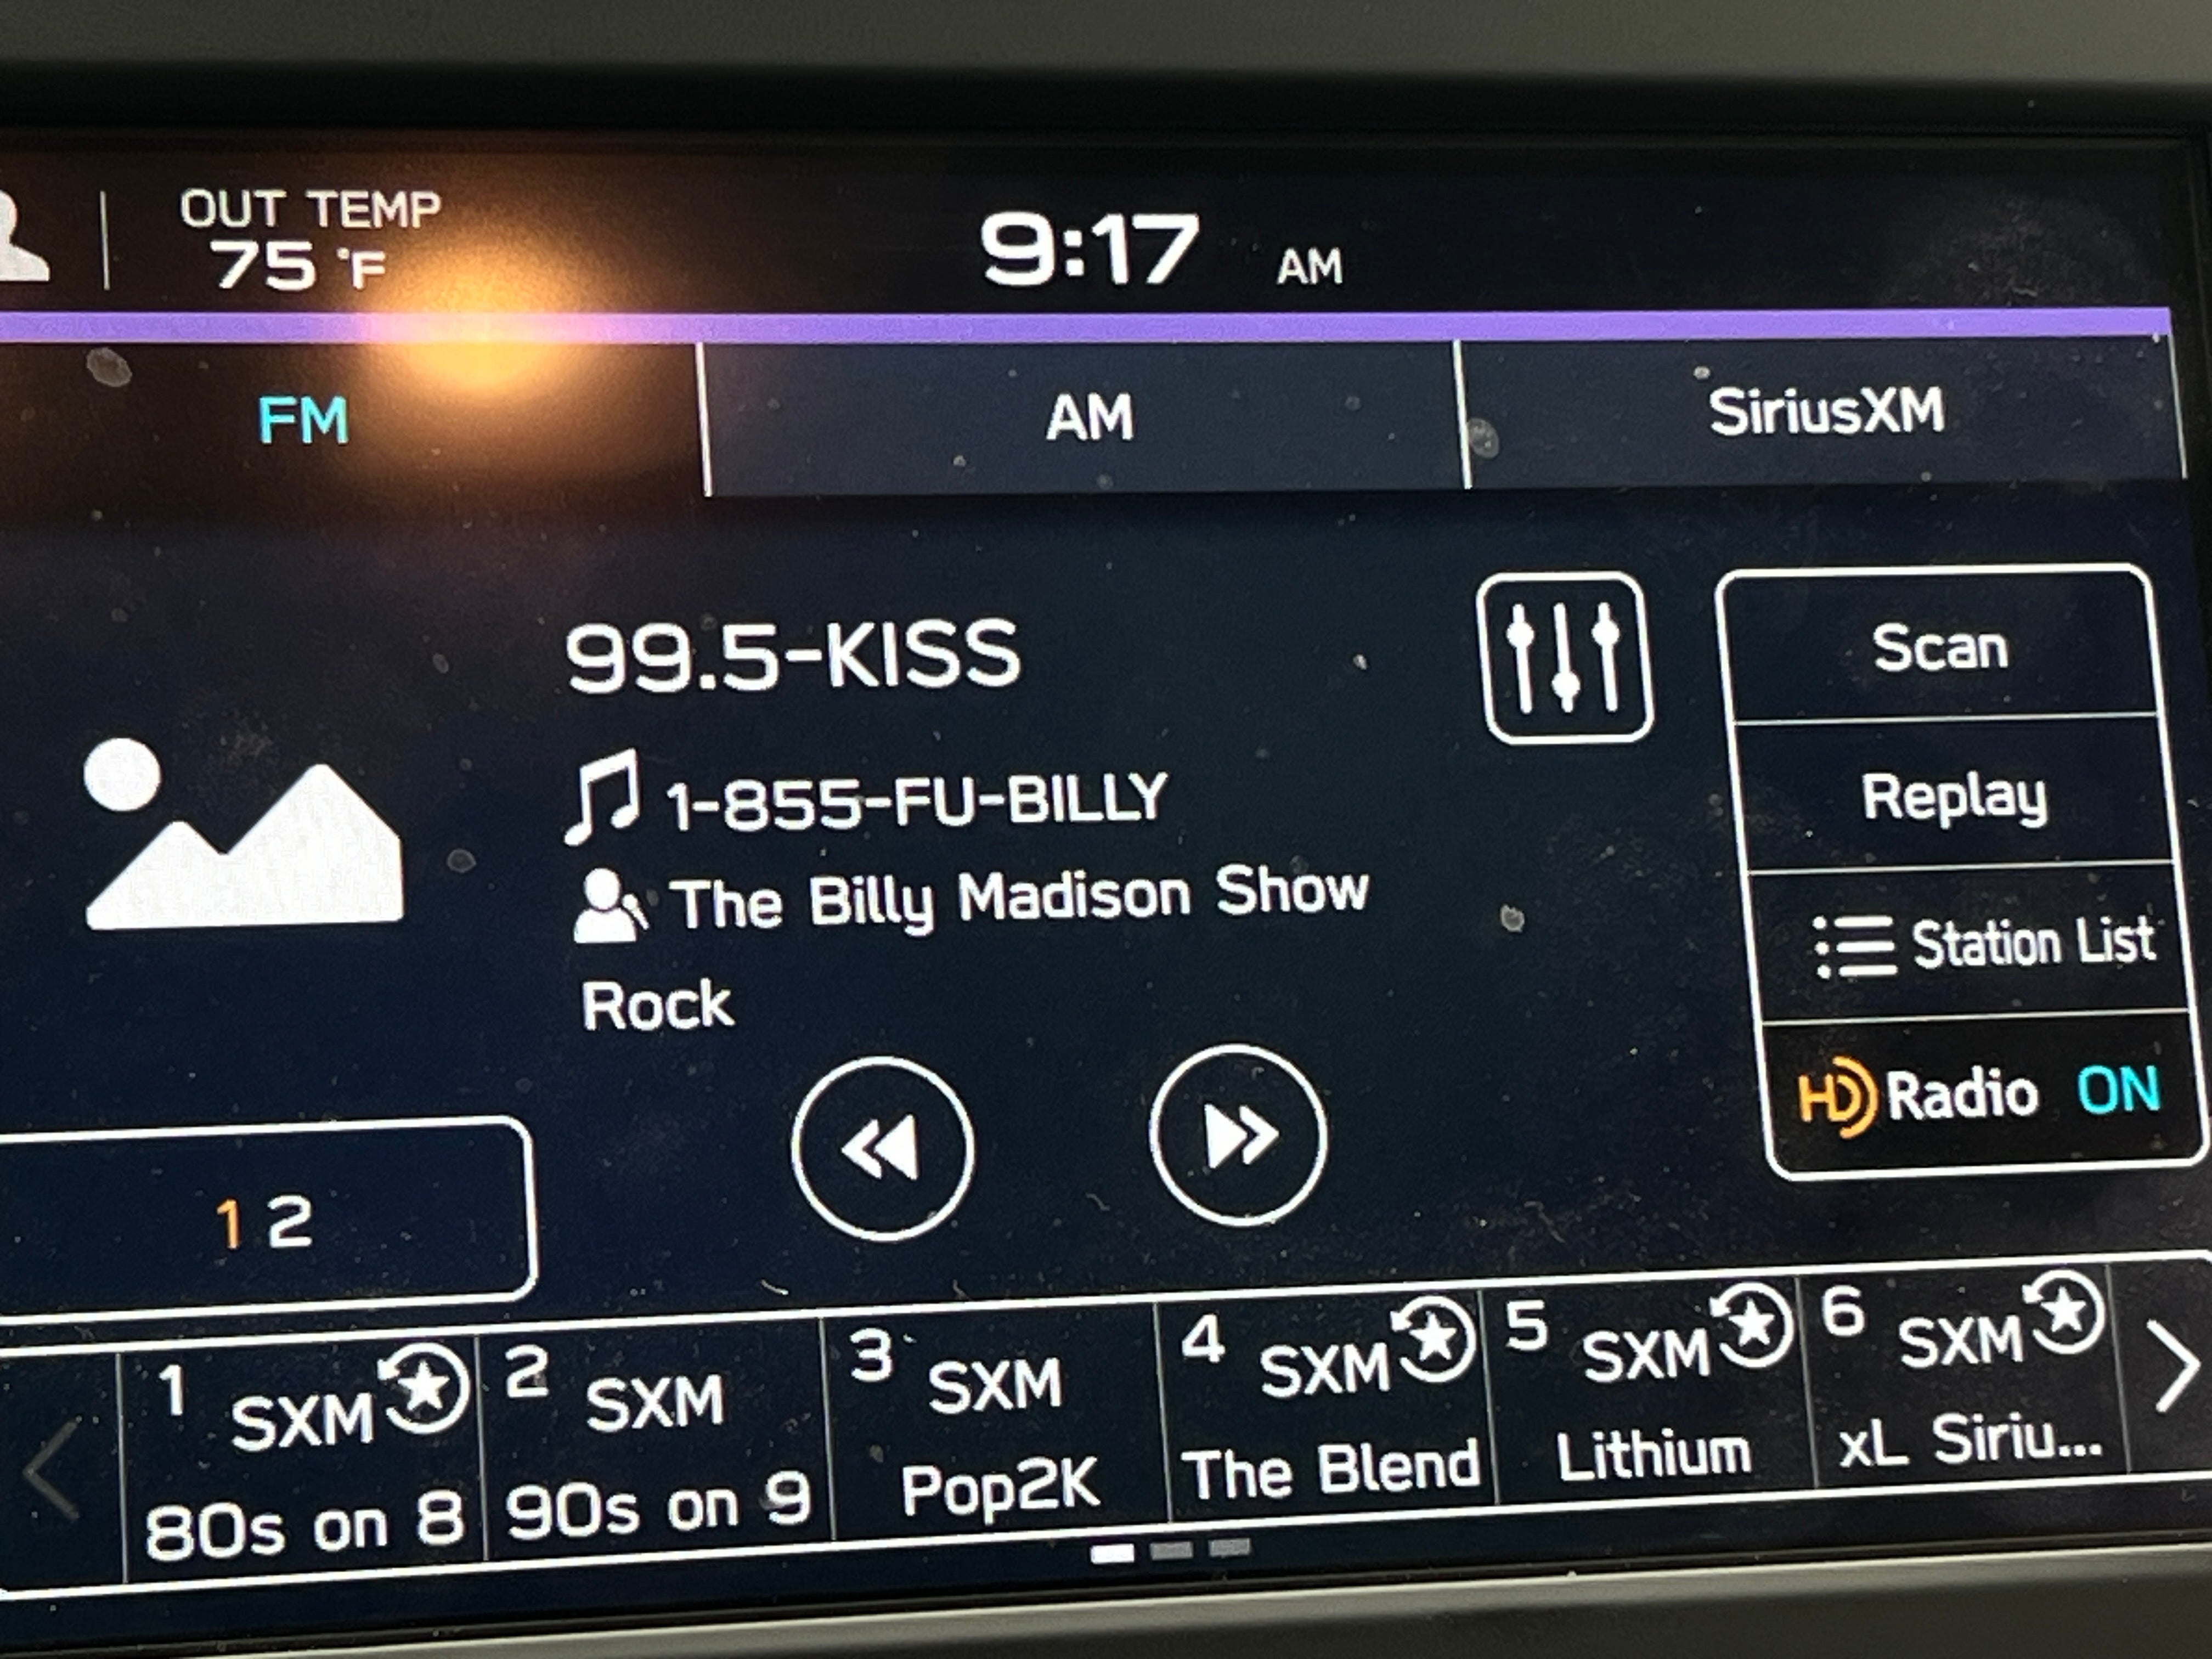 OUT TEMP
75 °F
9:17 AM
FM
AM
SiriusXM
99.5-KISS
1-855-FU-BILLY
The Billy Madison Show
Rock
Scan
Replay
Station List
HD Radio ON
1 2
1 SXM
80s on 8
2 SXM
90s on 9
3 SXM
Pop2K
4 SXM
The Blend
5 SXM
Lithium
6 SXM
xL Siriu...